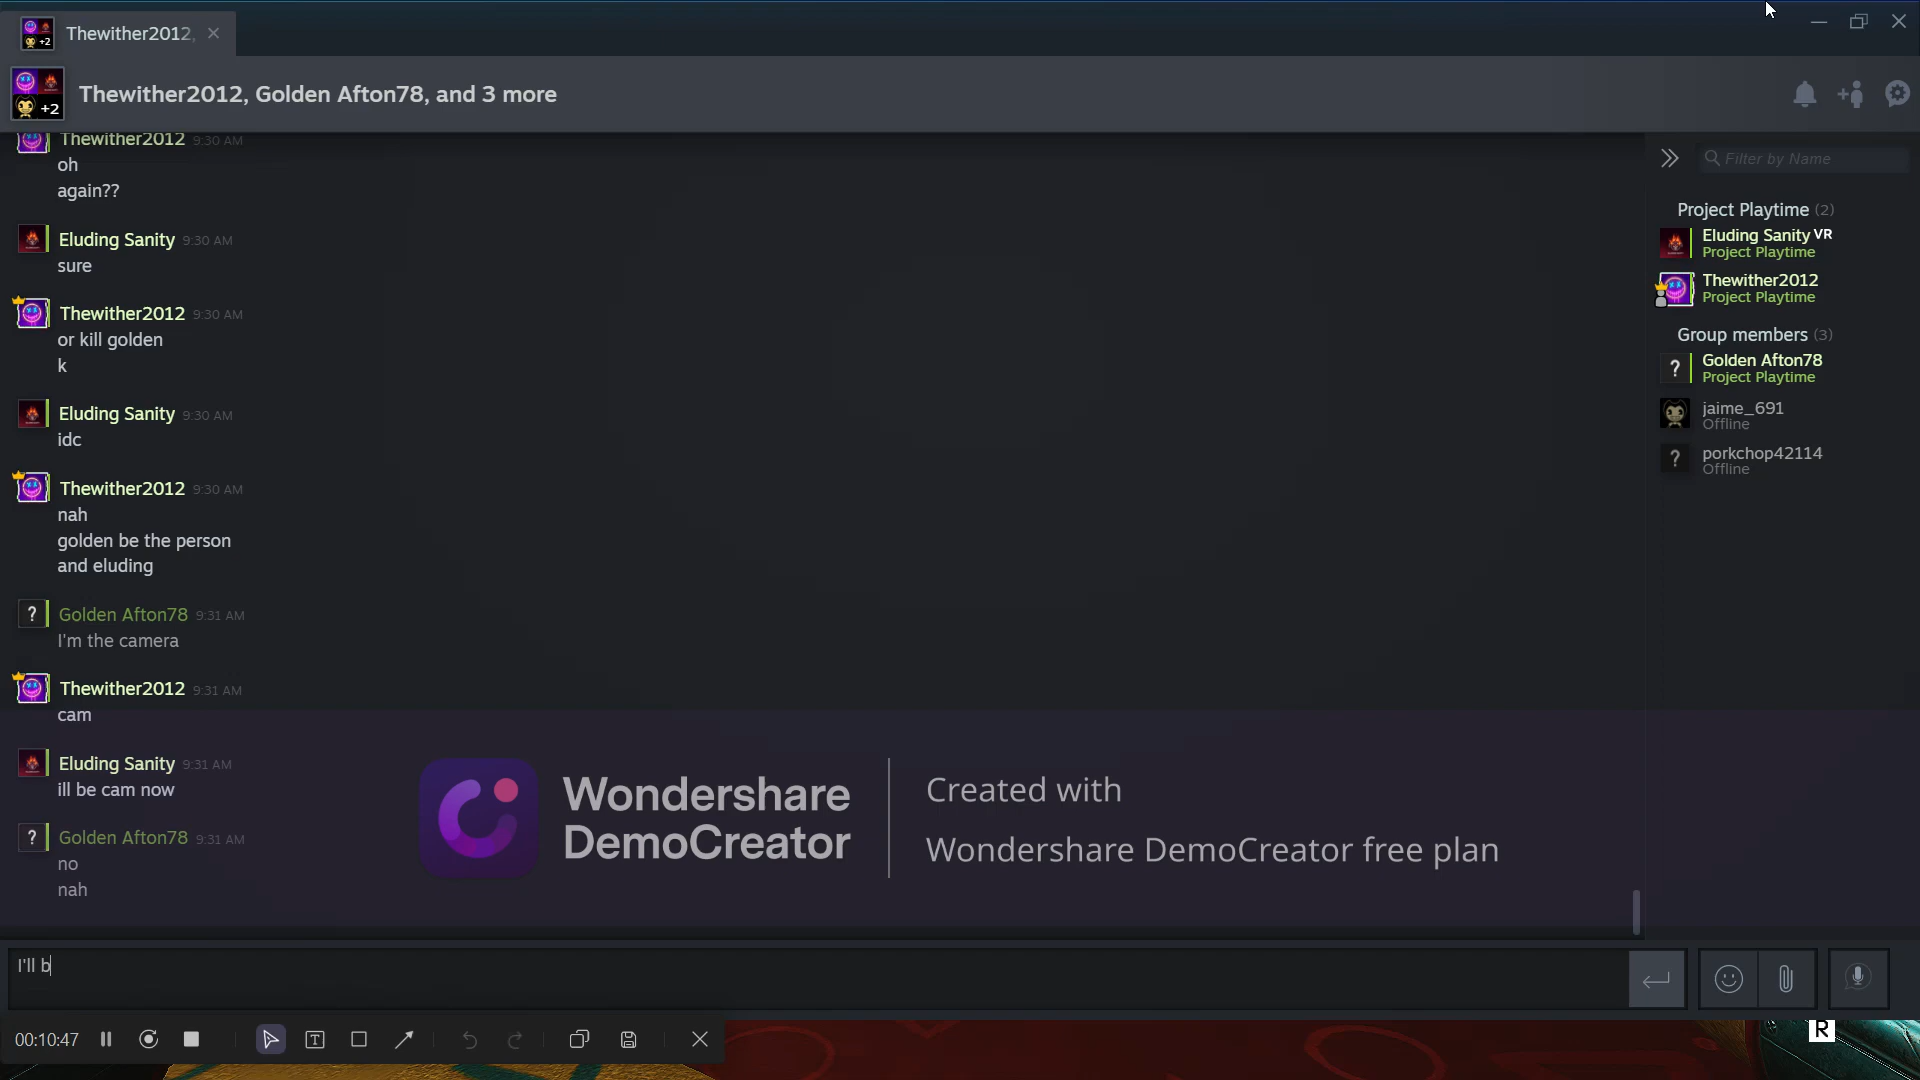 +2
Thewither2012,
Thewither2012, Golden Afton78, and 3 more
+2
Thewither2012 9:30 AM
oh
again??
Eluding Sanity 9:30 AM
sure
Thewither2012 9:30 AM
or kill golden
k
Eluding Sanity 9:30 AM
idc
Thewither2012 9:30 AM
nah
golden be the person
and eluding
? Golden Afton78 9:31 AM
I'm the camera
Thewither2012 9:31 AM
cam
Eluding Sanity 9:31 AM
ill be cam now
? Golden Afton78 9:31 AM
no
nah
Filter by Name
Project Playtime (2)
Eluding Sanity VR
Project Playtime
Thewither2012
Project Playtime
Group members (3)
? Golden Afton78
Project Playtime
jaime_691
Offline
? porkchop42114
Offline
Wondershare
DemoCreator
Created with
Wondershare DemoCreator free plan
I'll b
00:10:47
T
R